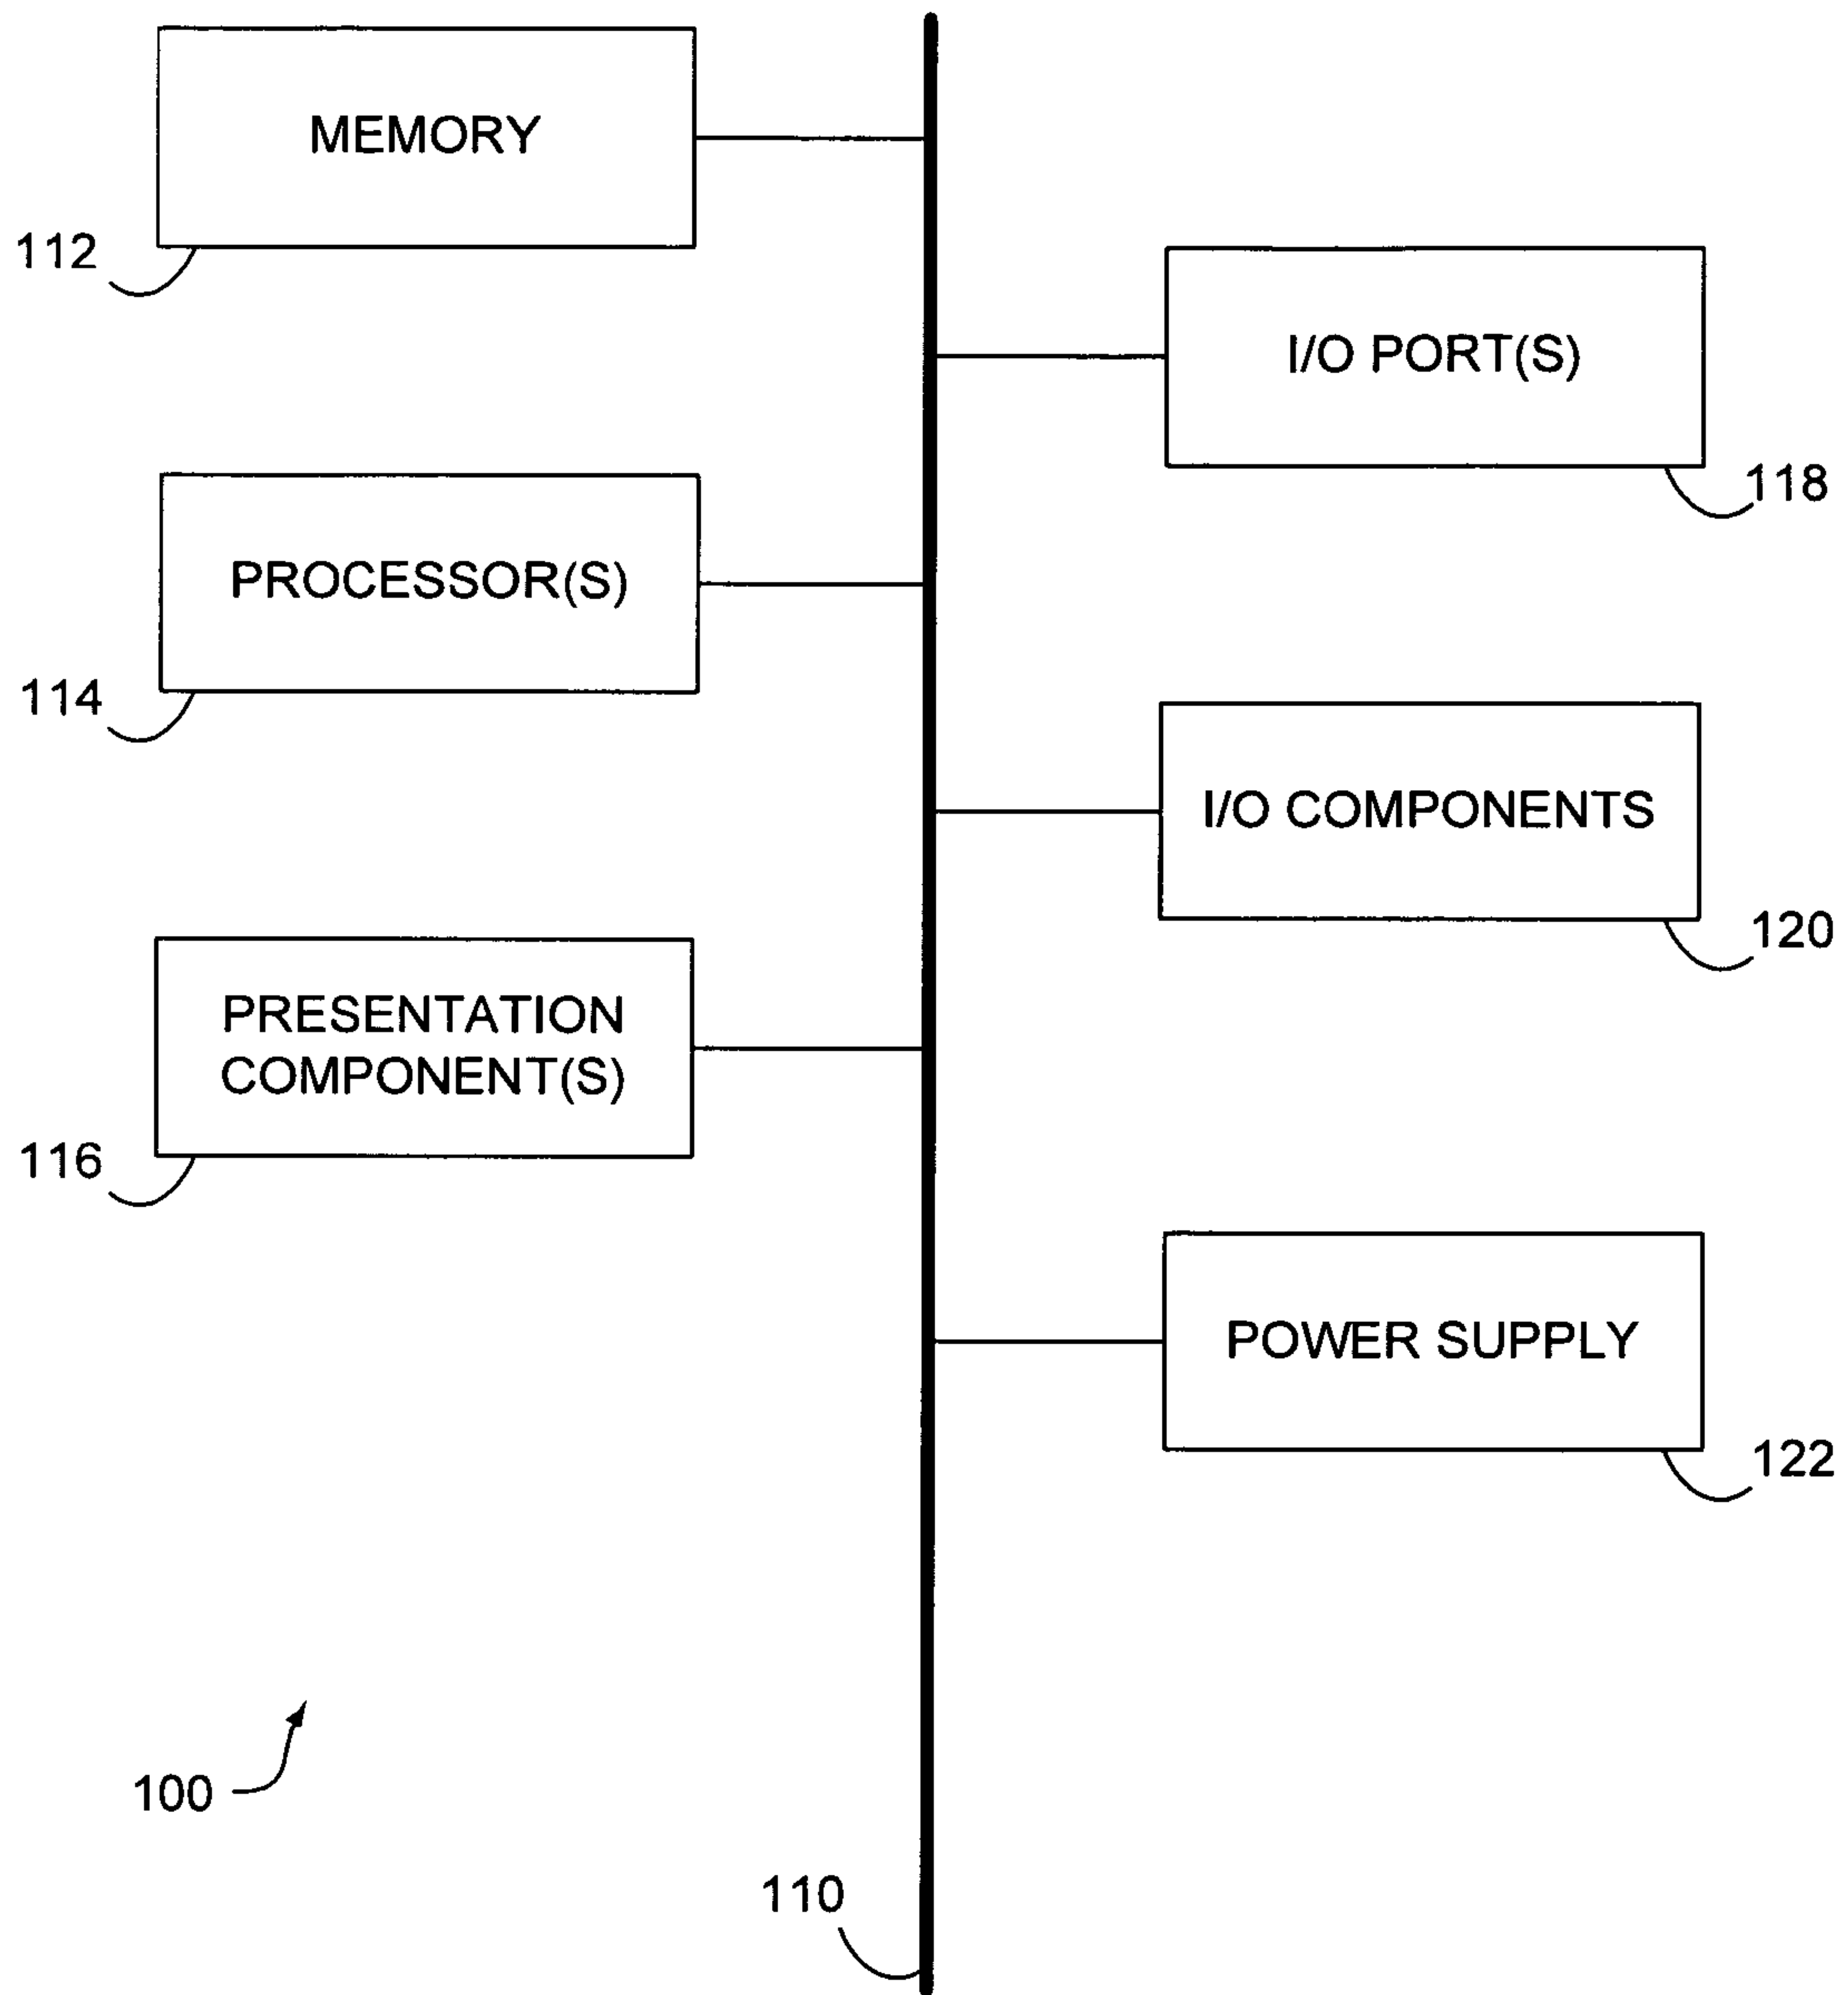 MEMORY
112
I/O PORT(S)
118
PROCESSOR(S)
114
I/O COMPONENTS
120
PRESENTATION
COMPONENT(S)
116
POWER SUPPLY
122
100
110